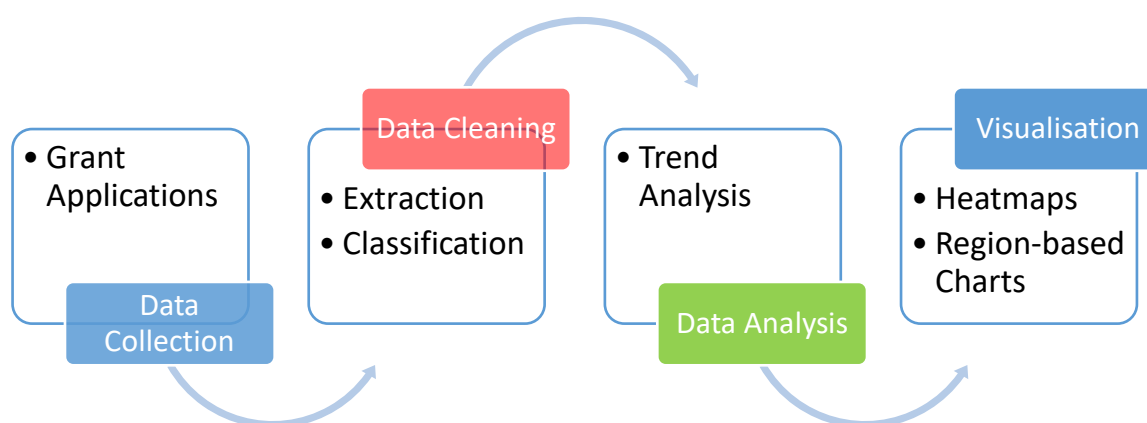 • Grant
Applications
Data
Collection
Data Cleaning
• Extraction
• Classification
• Trend
Analysis
Data Analysis
Visualisation
• Heatmaps
• Region-based
Charts